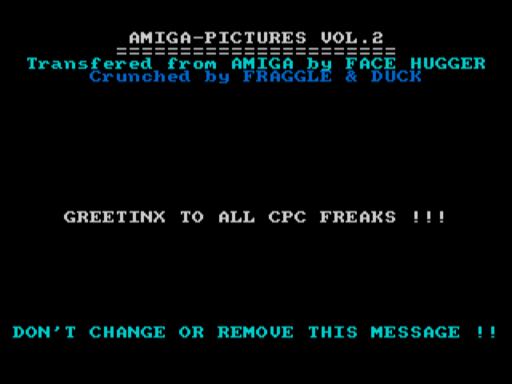 AMIGA-PICTURES VOL.2
======================
Transfered from AMIGA by FACE HUGGER
Crunched by FRAGGLE & DUCK
GREETINX TO ALL CPC FREAKS !!!
DON'T CHANGE OR REMOVE THIS MESSAGE !!